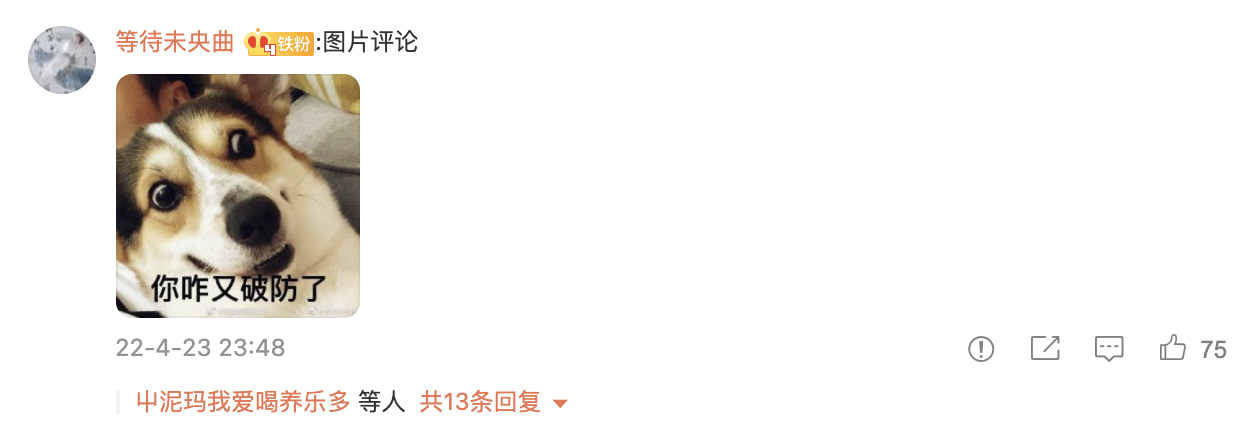 等待未央曲 4 铁粉:图片评论
你咋又破防了
22-4-23 23:48
75
屮泥玛我爱喝养乐多 等人 共13条回复